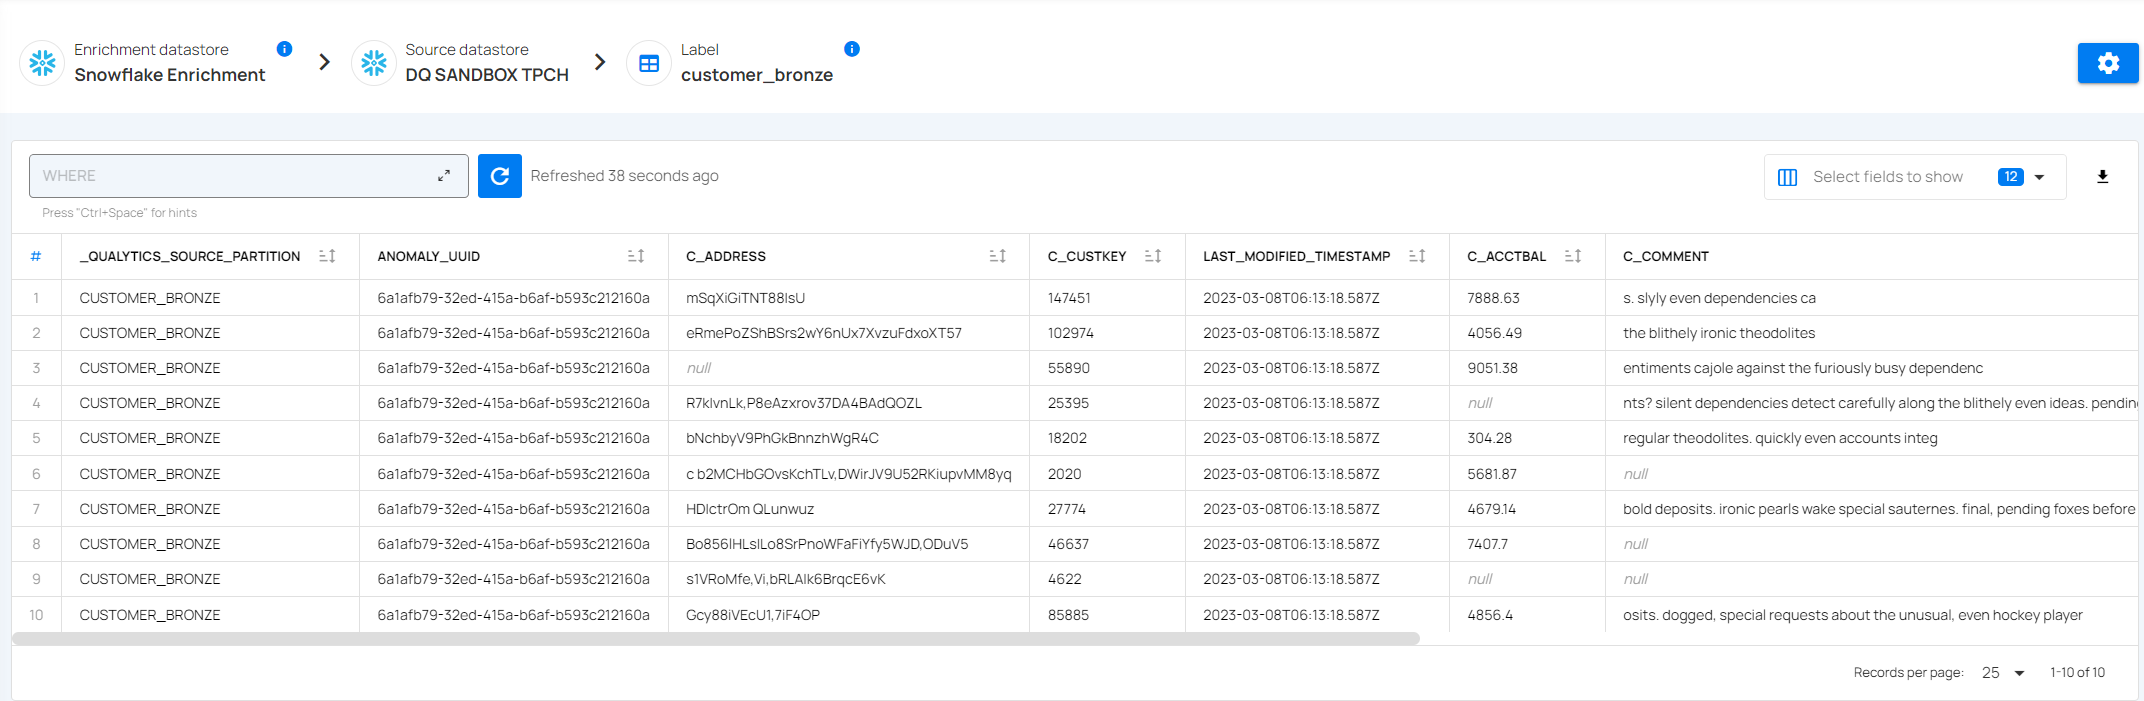 Enrichment datastore
Snowflake Enrichment
Source datastore
DQ SANDBOX TPCH
Label
customer_bronze
WHERE
Refreshed 38 seconds ago
Select fields to show 12
Press "Ctrl+Space" for hints
# _QUALYTICS_SOURCE_PARTITION ANOMALY_UUID C_ADDRESS C_CUSTKEY LAST_MODIFIED_TIMESTAMP C_ACCTBAL C_COMMENT
1 CUSTOMER_BRONZE 6a1afb79-32ed-415a-b6af-b593c212160a mSqXiGiTNT88IsU 147451 2023-03-08T06:13:18.587Z 7888.63 s. slyly even dependencies ca
2 CUSTOMER_BRONZE 6a1afb79-32ed-415a-b6af-b593c212160a eRmePoZShBSrs2wY6nUx7XvzuFdxoXT57 102974 2023-03-08T06:13:18.587Z 4056.49 the blithely ironic theodolites
3 CUSTOMER_BRONZE 6a1afb79-32ed-415a-b6af-b593c212160a null 55890 2023-03-08T06:13:18.587Z 9051.38 entiments cajole against the furiously busy dependenc
4 CUSTOMER_BRONZE 6a1afb79-32ed-415a-b6af-b593c212160a R7klvnLk,P8eAzxrov37DA4BAdQOZL 25395 2023-03-08T06:13:18.587Z null nts? silent dependencies detect carefully along the blithely even ideas. pending
5 CUSTOMER_BRONZE 6a1afb79-32ed-415a-b6af-b593c212160a bNchbyV9PhGkBnnzhWgR4C 18202 2023-03-08T06:13:18.587Z 304.28 regular theodolites. quickly even accounts integ
6 CUSTOMER_BRONZE 6a1afb79-32ed-415a-b6af-b593c212160a c b2MCHbGOvsKchTLv,DWirJV9U52RKiupvMM8yq 2020 2023-03-08T06:13:18.587Z 5681.87 null
7 CUSTOMER_BRONZE 6a1afb79-32ed-415a-b6af-b593c212160a HDIctrOm QLunwuz 27774 2023-03-08T06:13:18.587Z 4679.14 bold deposits. ironic pearls wake special sauternes. final, pending foxes before
8 CUSTOMER_BRONZE 6a1afb79-32ed-415a-b6af-b593c212160a Bo856IHLsILo8SrPnoWFaFiYfy5WJD,ODuV5 46637 2023-03-08T06:13:18.587Z 7407.7 null
9 CUSTOMER_BRONZE 6a1afb79-32ed-415a-b6af-b593c212160a s1VRoMfe,Vi,bRLAlk6BrqcE6vK 4622 2023-03-08T06:13:18.587Z null null
10 CUSTOMER_BRONZE 6a1afb79-32ed-415a-b6af-b593c212160a Gcy88iVEcU1,7iF4OP 85885 2023-03-08T06:13:18.587Z 4856.4 osits. dogged, special requests about the unusual, even hockey player
Records per page: 25 1-10 of 10